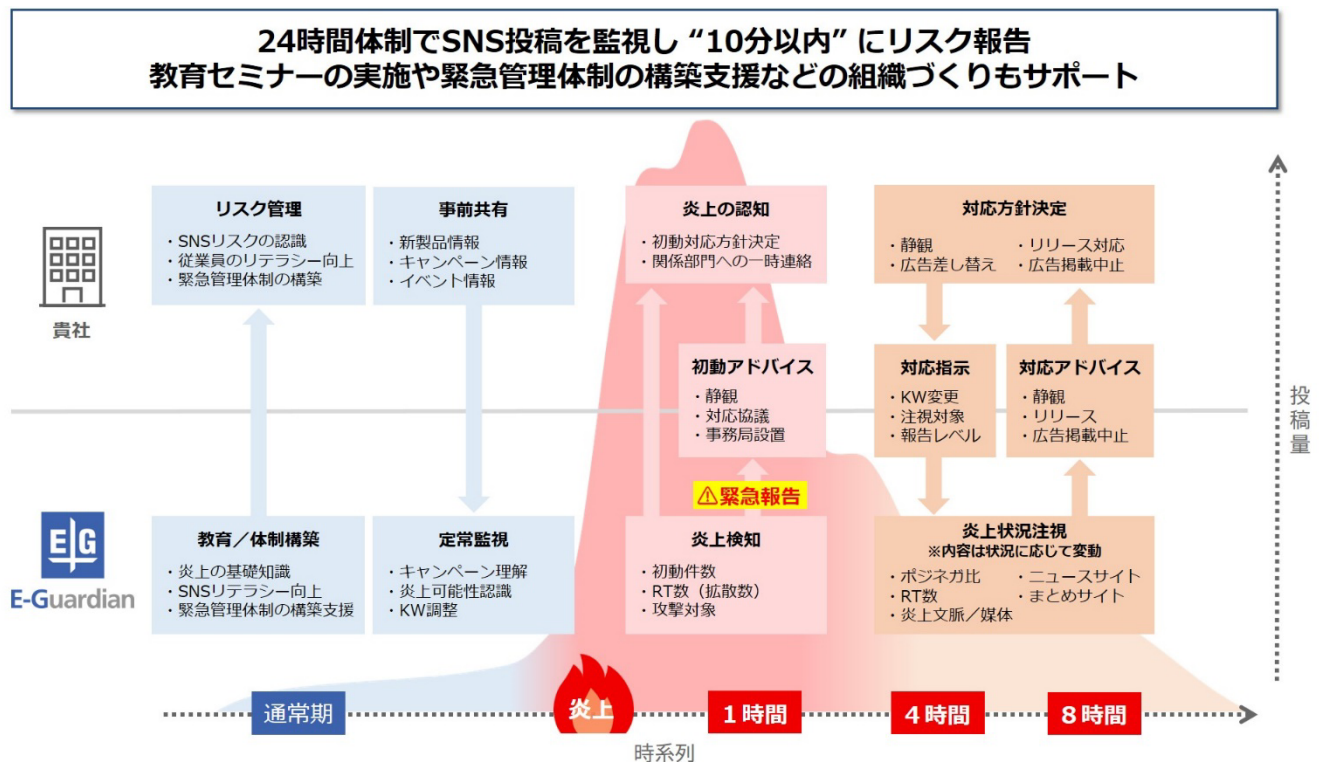 24時間体制でSNS投稿を監視し “10分以内” にリスク報告
教育セミナーの実施や緊急管理体制の構築支援などの組織づくりもサポート
貴社
リスク管理
・SNSリスクの認識
・従業員のリテラシー向上
・緊急管理体制の構築
事前共有
・新製品情報
・キャンペーン情報
・イベント情報
炎上の認知
・初動対応方針決定
・関係部門への一時連絡
対応方針決定
・静観
・広告差し替え
・リリース対応
・広告掲載中止
初動アドバイス
・静観
・対応協議
・事務局設置
対応指示
・KW変更
・注視対象
・報告レベル
対応アドバイス
・静観
・リリース
・広告掲載中止
投稿量
⚠緊急報告
EG
E-Guardian
教育／体制構築
・炎上の基礎知識
・SNSリテラシー向上
・緊急管理体制の構築支援
定常監視
・キャンペーン理解
・炎上可能性認識
・KW調整
炎上検知
・初動件数
・RT数（拡散数）
・攻撃対象
炎上状況注視
※内容は状況に応じて変動
・ポジネガ比
・RT数
・炎上文脈／媒体
・ニュースサイト
・まとめサイト
通常期
炎上
1時間
4時間
8時間
時系列